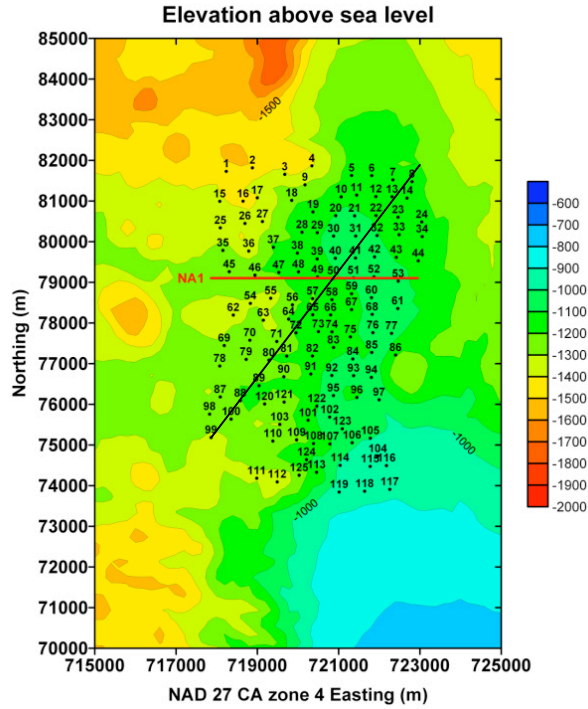 Elevation above sea level
85000
84000
83000
82000
81000
80000
79000
78000
77000
76000
75000
74000
73000
72000
71000
70000
Northing (m)
715000 717000 719000 721000 723000 725000
NAD 27 CA zone 4 Easting (m)
-1500
1 2 3 4
9 5 6 7 8
15 16 17 18 10 11 12 13 14
19 20 21 22 23 24
25 26 27 28 29 30 31 32 33 34
35 36 37 38 39 40 41 42 43 44
45 46 47 48 49 50 51 52 53
NA1
54 55 56 57 58 59 60 61
62 63 64 65 66 67 68
69 70 71 72 73 74 75 76 77
78 79 80 81 82 83 84 85 86
87 88 89 90 91 92 93 94
95 96 97
98 99 100 120 121 122 101 102
103 123 105
110 109 108 107 106 104
124 114 115 116
111 112 125 113
119 118 117
-1000
-1000
-600
-700
-800
-900
-1000
-1100
-1200
-1300
-1400
-1500
-1600
-1700
-1800
-1900
-2000